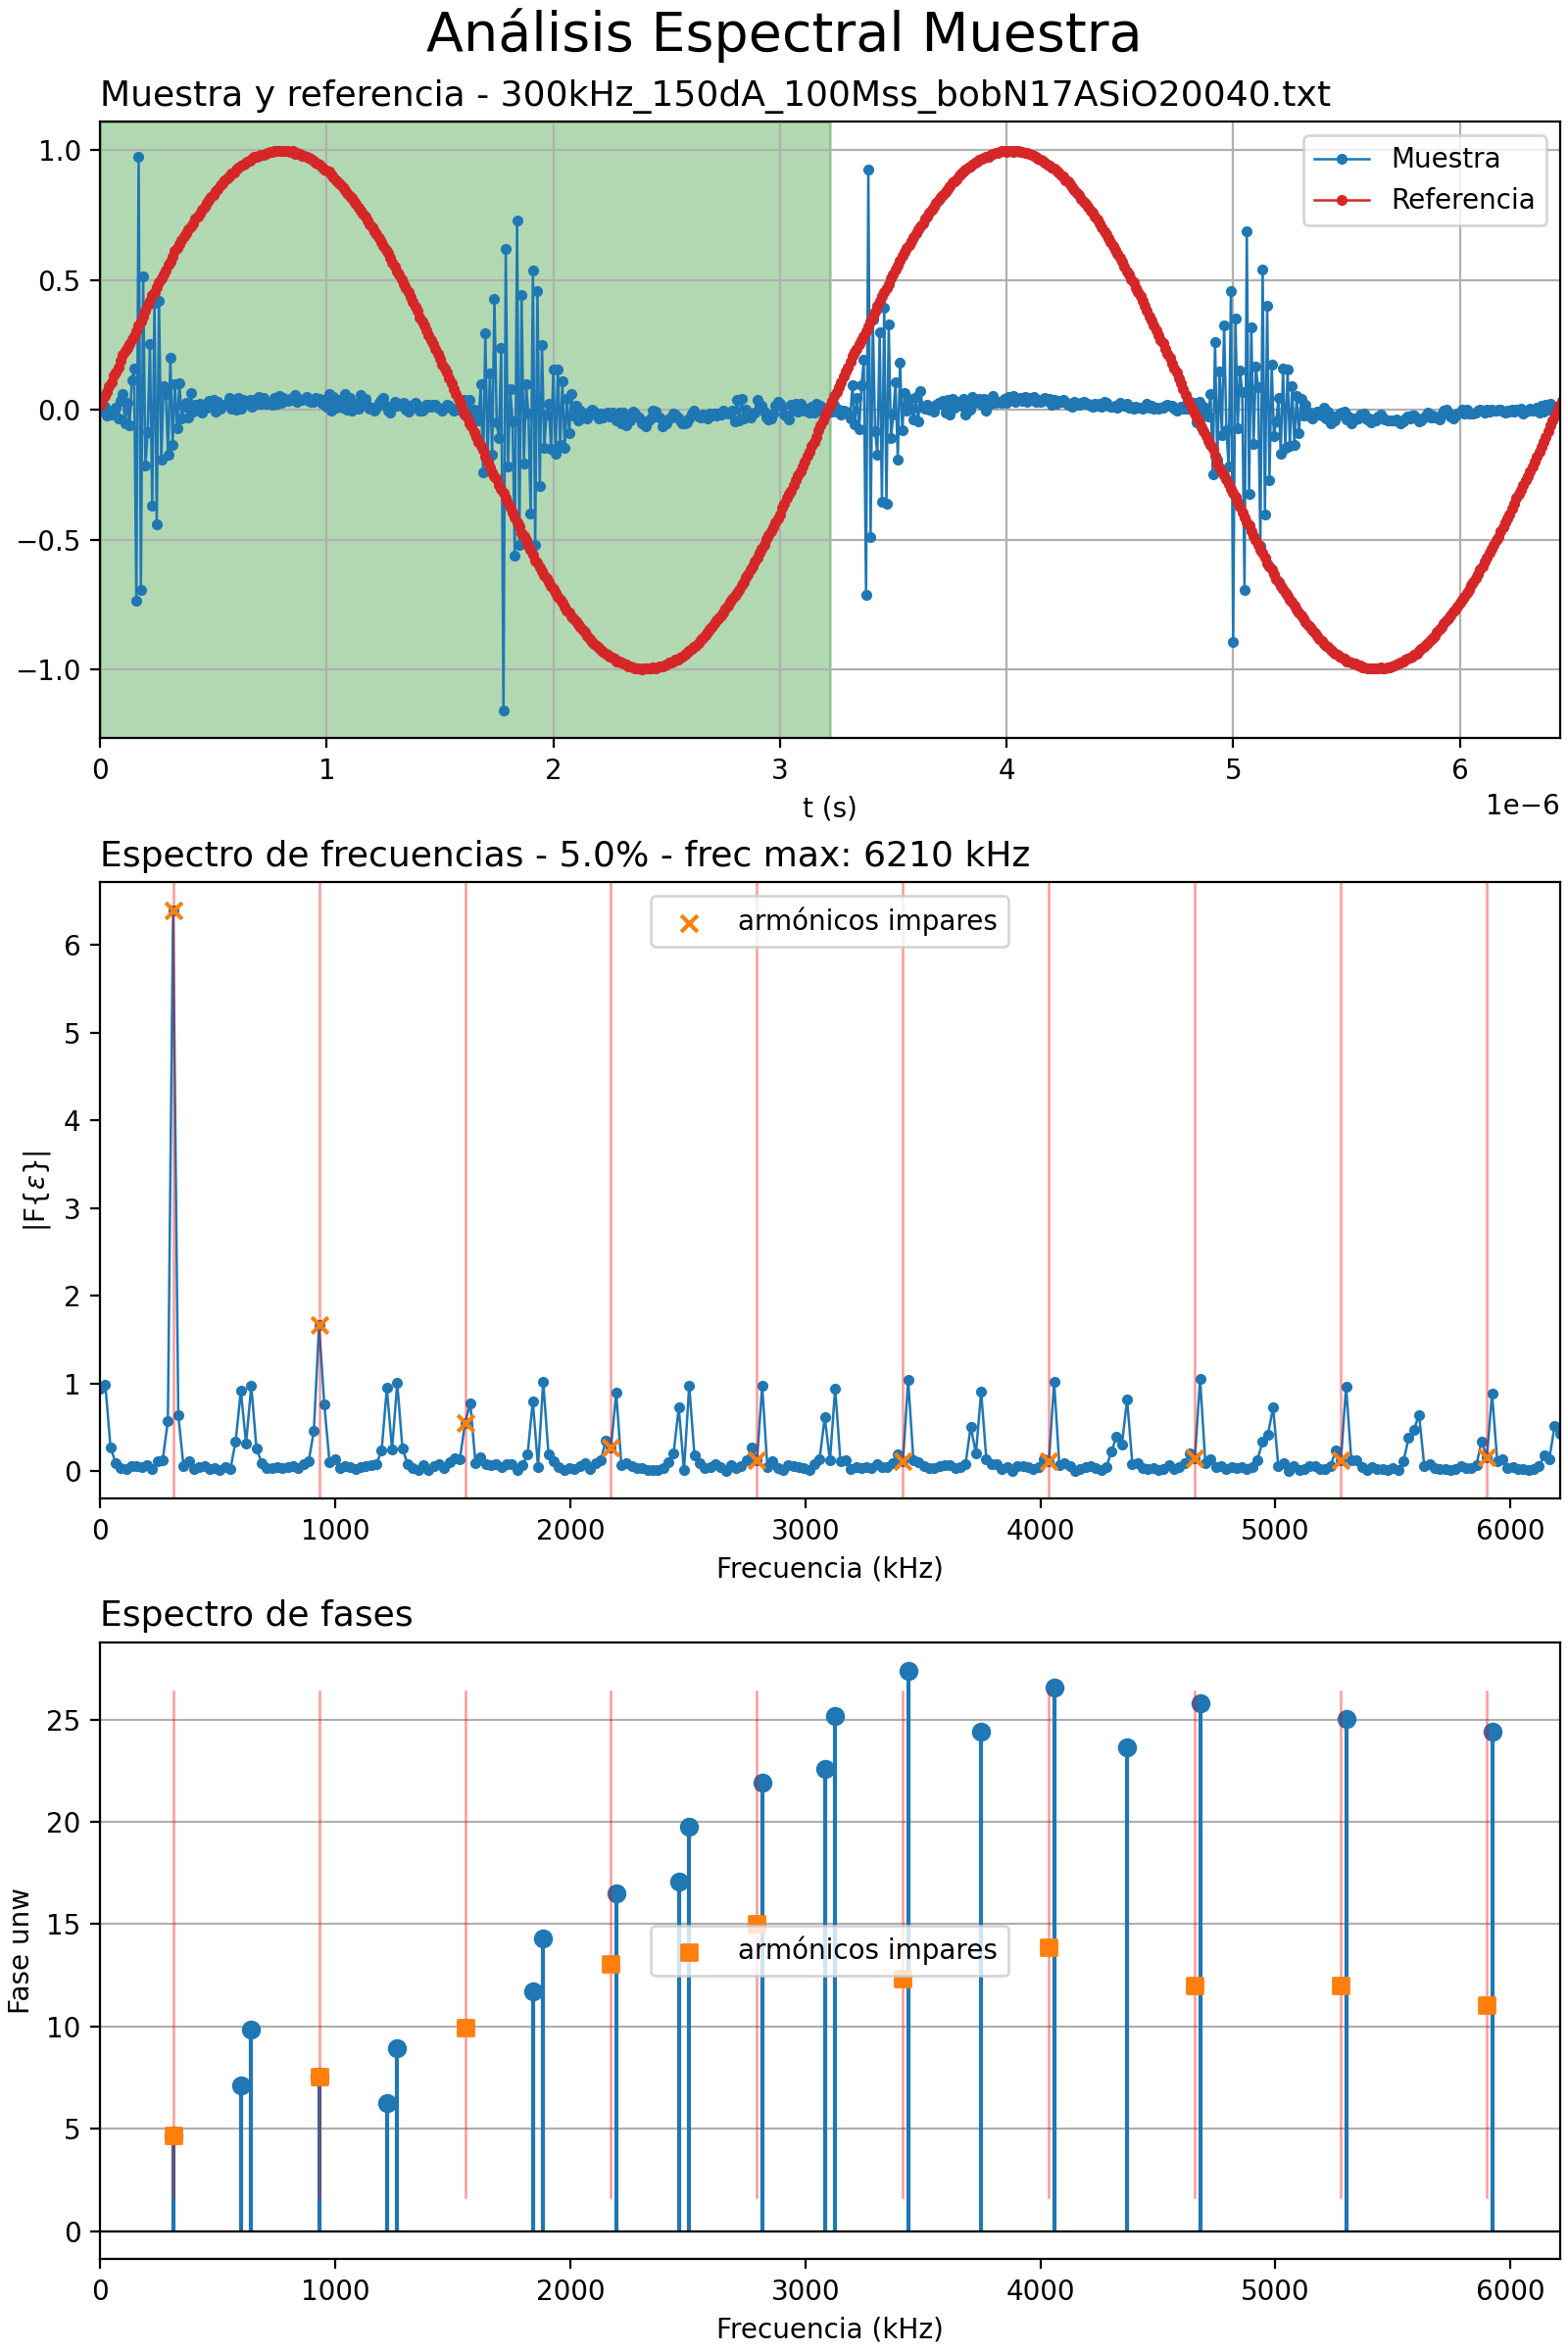 Análisis Espectral Muestra
Muestra y referencia - 300kHz_150dA_100Mss_bobN17ASiO20040.txt
1.0
0.5
0.0
−0.5
−1.0
Muestra
Referencia
0 1 2 3 4 5 6
1e−6
t (s)
Espectro de frecuencias - 5.0% - frec max: 6210 kHz
6
5
4
3
2
1
0
|F{ε}|
armónicos impares
0 1000 2000 3000 4000 5000 6000
Frecuencia (kHz)
Espectro de fases
25
20
15
10
5
0
Fase unw
armónicos impares
0 1000 2000 3000 4000 5000 6000
Frecuencia (kHz)